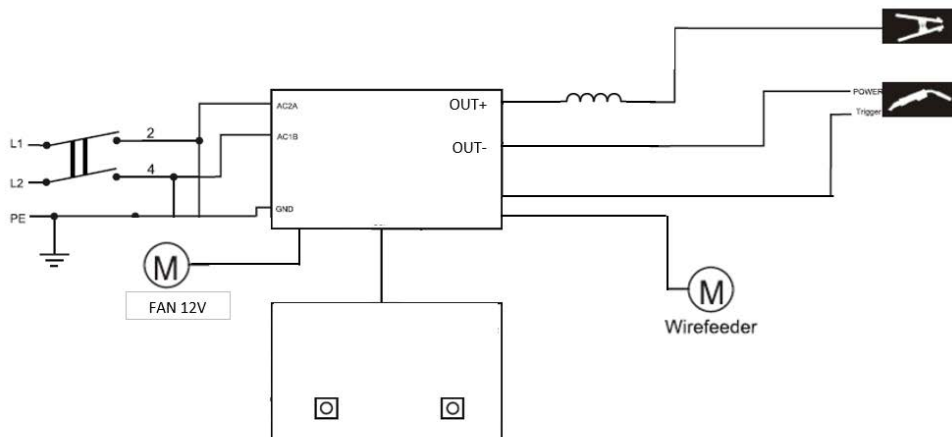 OUT+
POWER
AC2A
Trigger
2
AC1B
L1
OUT-
4
L2
GND
PE
M
FAN 12V
M
Wirefeeder